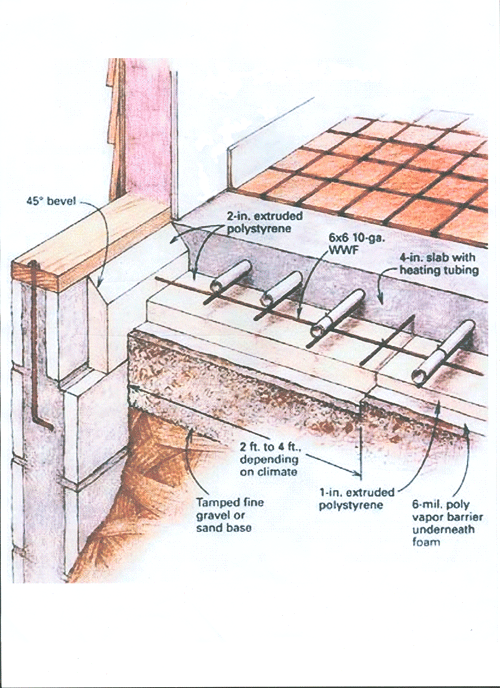 45° bevel
2-in. extruded
polystyrene
6x6 10-ga.
WWF
4-in. slab with
heating tubing
2 ft. to 4 ft.,
depending
on climate
Tamped fine
gravel or
sand base
1-in. extruded
polystyrene
6-mil. poly
vapor barrier
underneath
foam